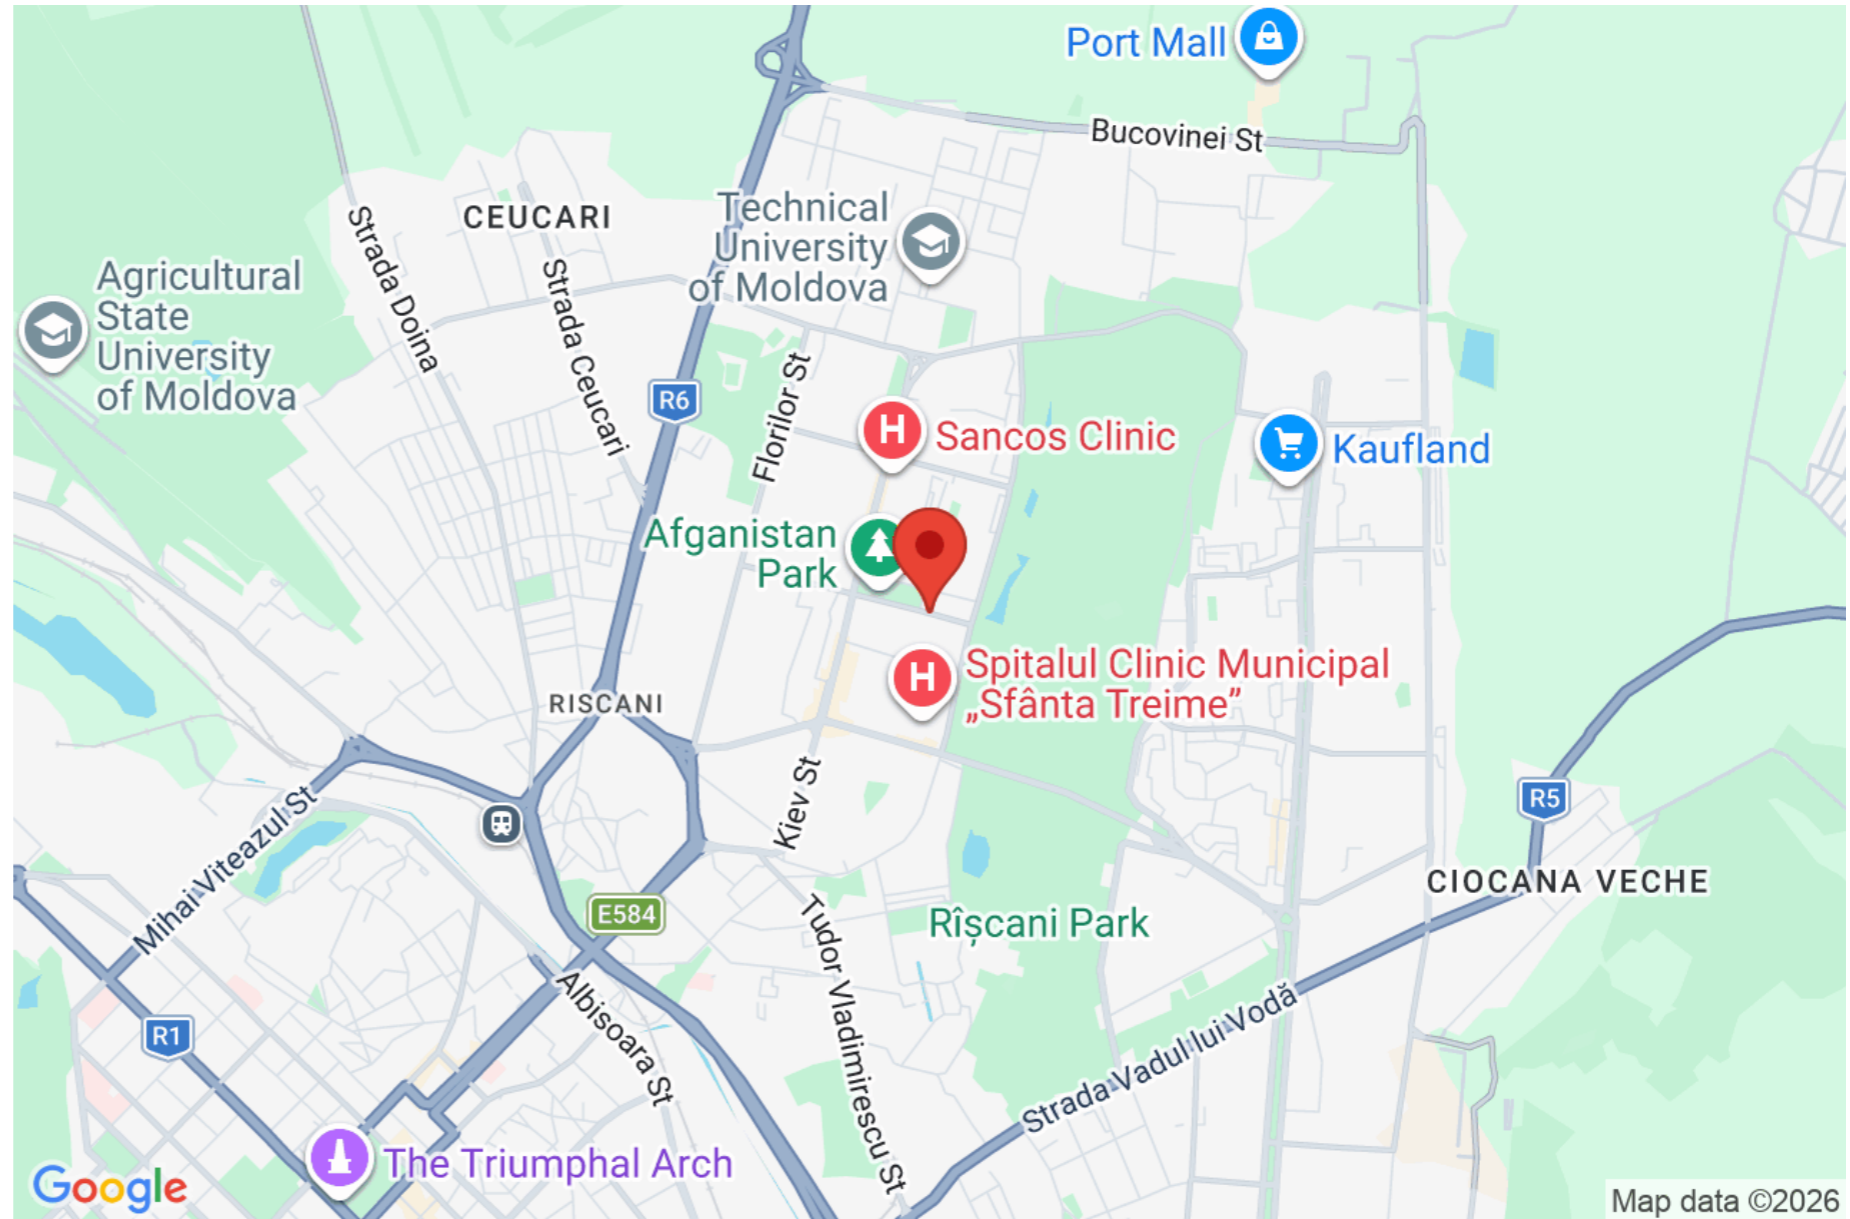 Port Mall
Bucovinei St
CEUCARI
Technical
University
of Moldova
Strada Doina
Strada Ceucari
Agricultural
State
University
of Moldova
R6
Florilor St
H
Sancos Clinic
Kaufland
Afganistan
Park
H
Spitalul Clinic Municipal
„Sfânta Treime”
RISCANI
Kiev St
Mihai Viteazul St
R5
CIOCANA VECHE
E584
Rîșcani Park
Tudor Vladimirescu St
Albisoara St
R1
Strada Vadul lui Vodă
The Triumphal Arch
Google
Map data ©2026